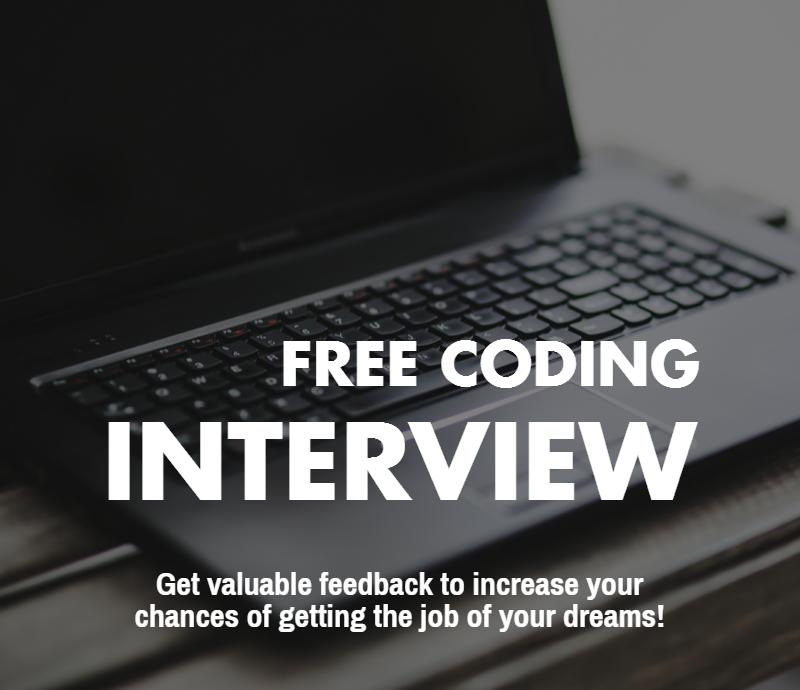 FREE CODING
INTERVIEW
Get valuable feedback to increase your
chances of getting the job of your dreams!